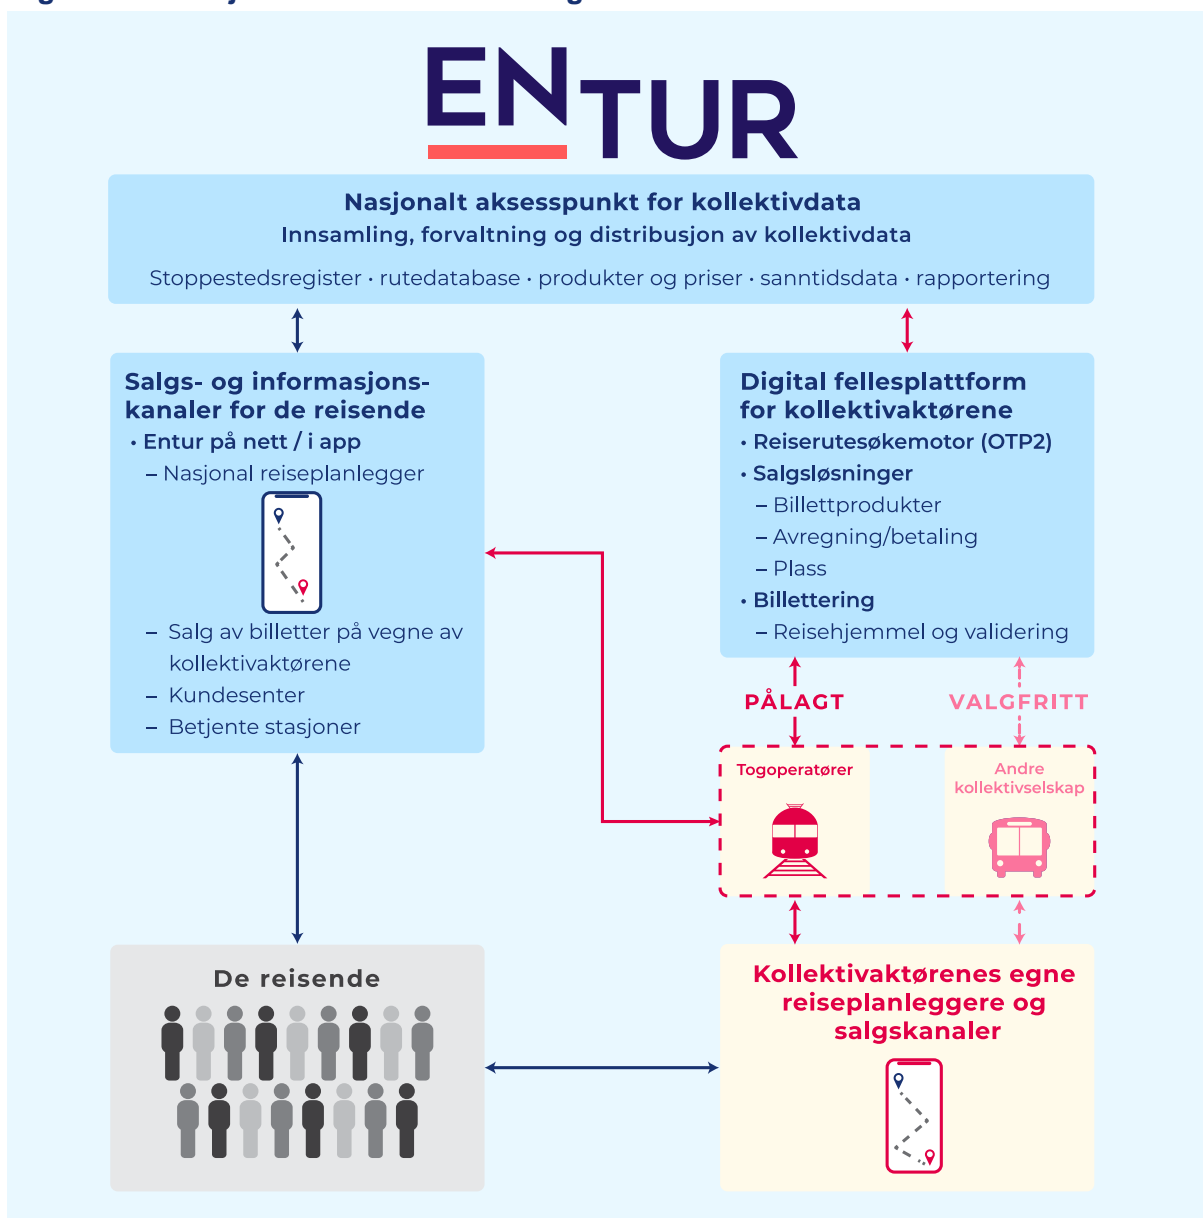 ENTUR
Nasjonalt aksesspunkt for kollektivdata
Innsamling, forvaltning og distribusjon av kollektivdata
Stoppestedsregister · rutedatabase · produkter og priser · sanntidsdata · rapportering
Salgs- og informasjons-
kanaler for de reisende
• Entur på nett / i app
– Nasjonal reiseplanlegger
– Salg av billetter på vegne av
kollektivaktørene
– Kundesenter
– Betjente stasjoner
Digital fellesplattform
for kollektivaktørene
• Reiserutesøkemotor (OTP2)
• Salgsløsninger
– Billettprodukter
– Avregning/betaling
– Plass
• Billettering
– Reisehjemmel og validering
PÅLAGT
VALGFRITT
Togoperatører
Andre
kollektivselskap
De reisende
Kollektivaktørenes egne
reiseplanleggere og
salgskanaler